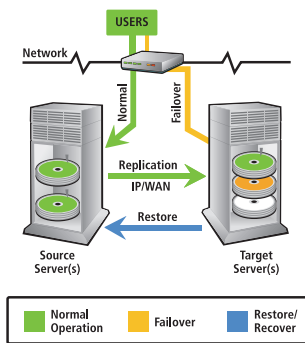 USERS
Network
Normal
Failover
Replication
IP/WAN
Restore
Source
Server(s)
Target
Server(s)
Normal
Operation
Failover
Restore/
Recover